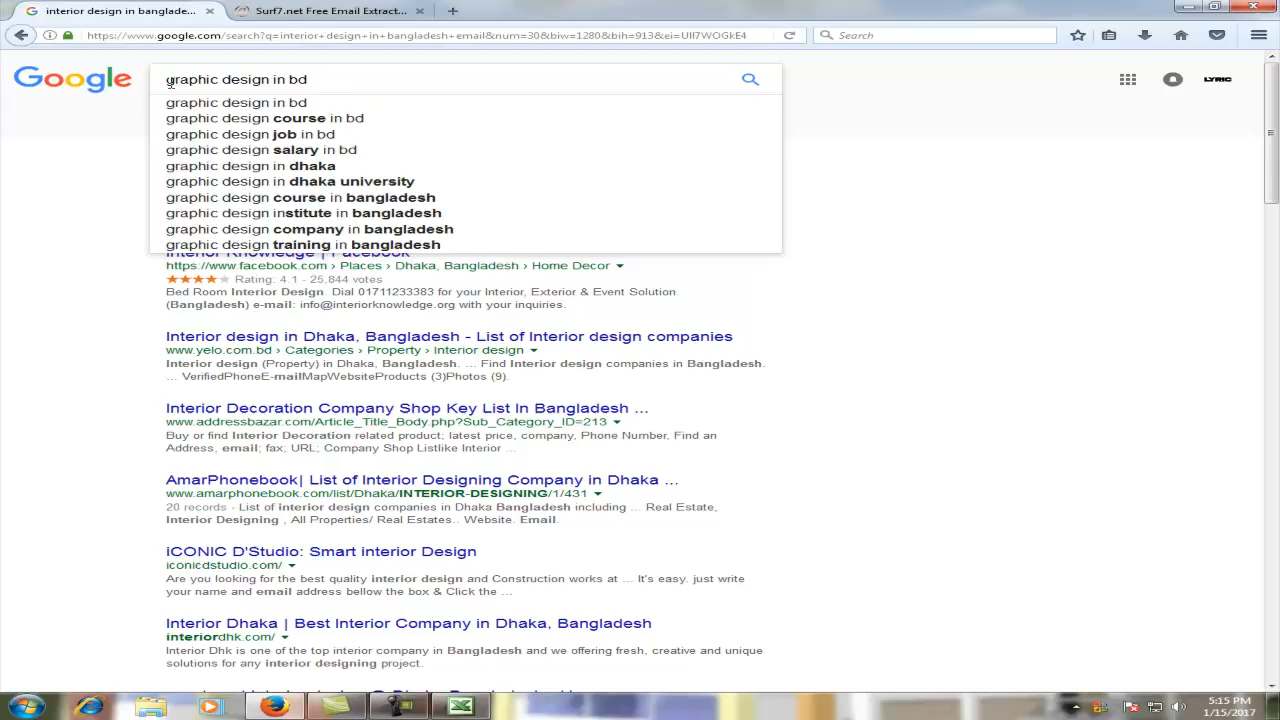 interior design in banglade...
Surf7.net Free Email Extract...
https://www.google.com/search?q=interior+design+in+bangladesh+email&num=30&biw=1280&bih=913&ei=UIl7WOGkE4
Search
Google
graphic design in bd
LYRIC
graphic design in bd
graphic design course in bd
graphic design job in bd
graphic design salary in bd
graphic design in dhaka
graphic design in dhaka university
graphic design course in bangladesh
graphic design institute in bangladesh
graphic design company in bangladesh
graphic design training in bangladesh
Interior Knowledge | Facebook
https://www.facebook.com › Places › Dhaka, Bangladesh › Home Decor
Rating: 4.1 - 25,844 votes
Bed Room Interior Design. Dial 01711233383 for your Interior, Exterior & Event Solution.
(Bangladesh) e-mail: info@interiorknowledge.org with your inquiries.
Interior design in Dhaka, Bangladesh - List of Interior design companies
www.yelo.com.bd › Categories › Property › Interior design
Interior design (Property) in Dhaka, Bangladesh. ... Find Interior design companies in Bangladesh.
... VerifiedPhoneE-mailMapWebsiteProducts (3)Photos (9).
Interior Decoration Company Shop Key List In Bangladesh ...
www.addressbazar.com/Article_Title_Body.php?Sub_Category_ID=213
Buy or find Interior Decoration related product; latest price, company, Phone Number, Find an
Address, email; fax; URL; Company Shop Listlike Interior ...
AmarPhonebook| List of Interior Designing Company in Dhaka ...
www.amarphonebook.com/list/Dhaka/INTERIOR-DESIGNING/1/431
20 records - List of interior design companies in Dhaka Bangladesh including ... Real Estate,
Interior Designing , All Properties/ Real Estates.. Website. Email.
iCONIC D'Studio: Smart interior Design
iconicdstudio.com/
Are you looking for the best quality interior design and Construction works at ... It's easy, just write
your name and email address bellow the box & Click the ...
Interior Dhaka | Best Interior Company in Dhaka, Bangladesh
interiordhk.com/
Interior Dhk is one of the top interior company in Bangladesh and we offering fresh, creative and unique
solutions for any interior designing project.
5:15 PM
1/15/2017